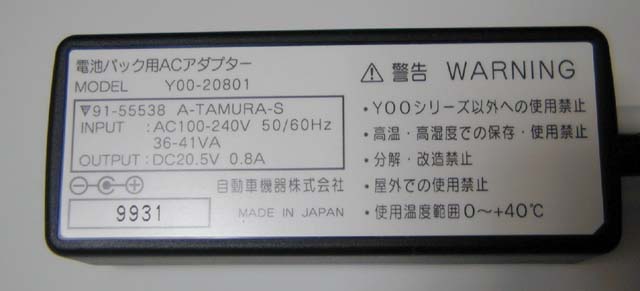 電池パック用ACアダプター
MODEL Y00-20801
▽91-55538 A-TAMURA-S
INPUT :AC100-240V 50/60Hz
36-41VA
OUTPUT:DC20.5V 0.8A
自動車機器株式会社
9931
MADE IN JAPAN
⚠ 警告 WARNING
・Y00シリーズ以外への使用禁止
・高温・高湿度での保存・使用禁止
・分解・改造禁止
・屋外での使用禁止
・使用温度範囲0～+40℃